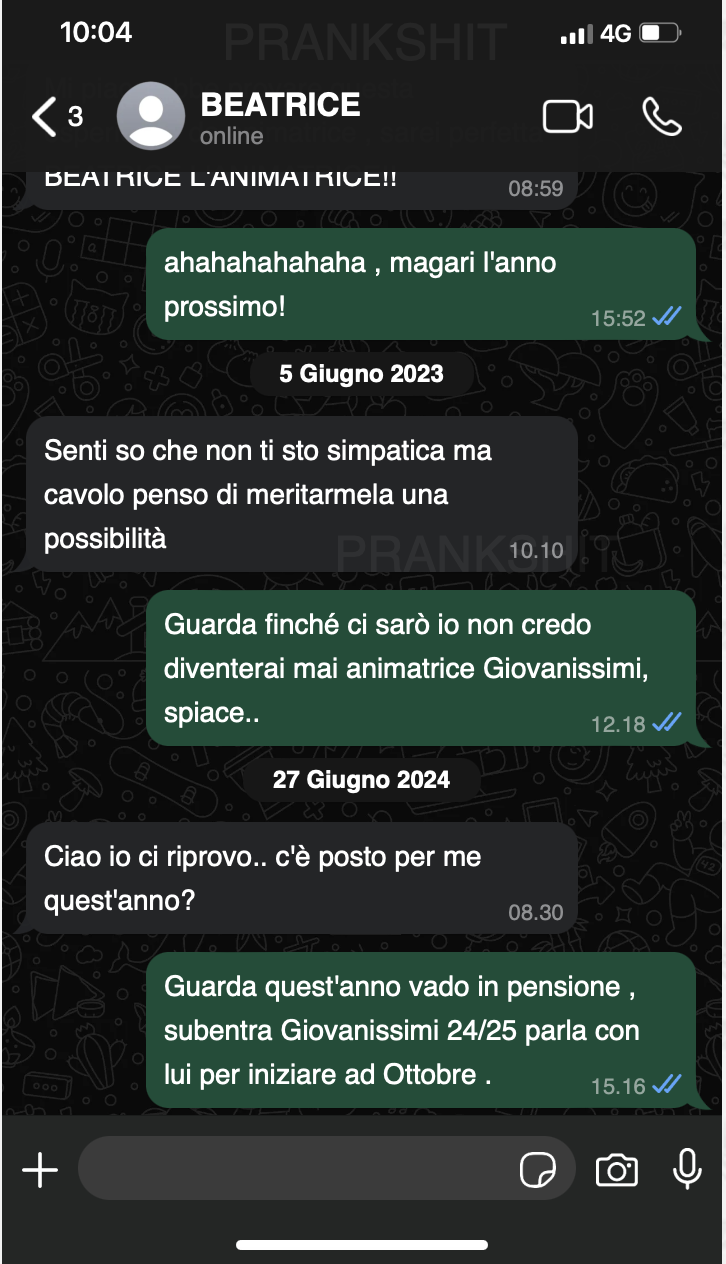 10:04
PRANKSHIT
4G
3
BEATRICE
online
BEATRICE L'ANIMATRICE!!
08:59
ahahahahahaha , magari l'anno
prossimo!
15:52
5 Giugno 2023
Senti so che non ti sto simpatica ma
cavolo penso di meritarmela una
possibilità
10.10
PRANKSHIT
Guarda finché ci sarò io non credo
diventerai mai animatrice Giovanissimi,
spiace..
12.18
27 Giugno 2024
Ciao io ci riprovo.. c'è posto per me
quest'anno?
08.30
Guarda quest'anno vado in pensione ,
subentra Giovanissimi 24/25 parla con
lui per iniziare ad Ottobre .
15.16